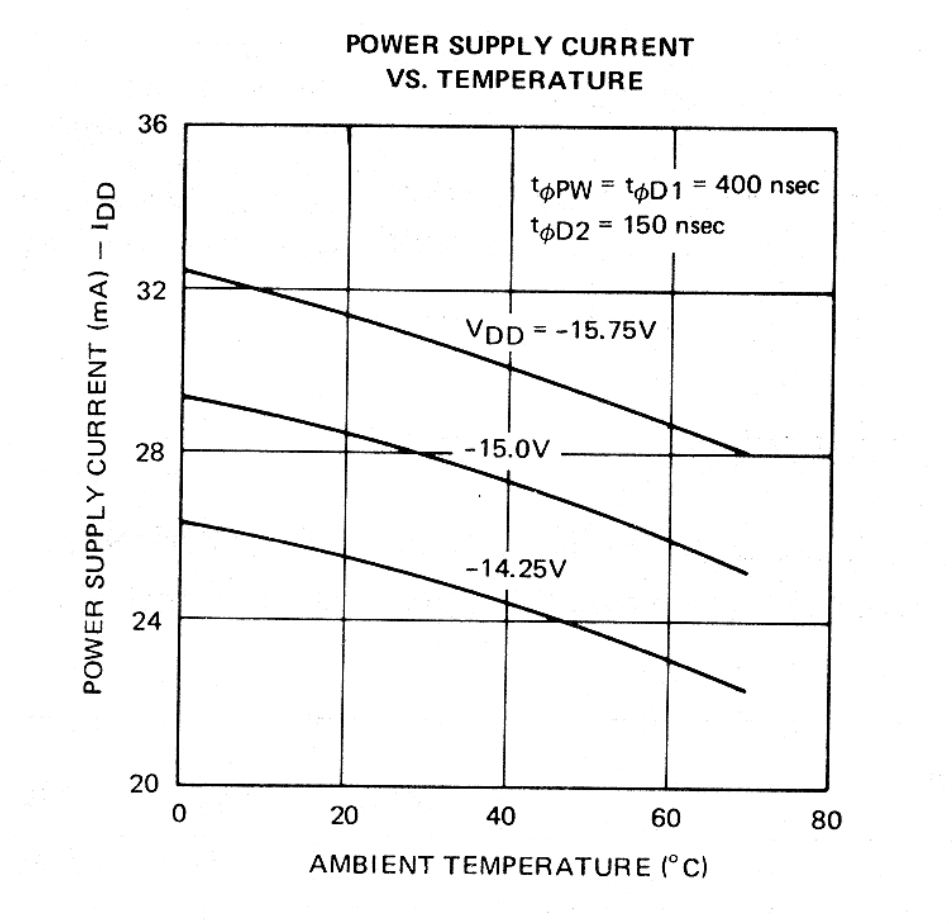 POWER SUPPLY CURRENT
VS. TEMPERATURE
36
32
28
24
20
POWER SUPPLY CURRENT (mA) – IDD
tϕPW = tϕD1 = 400 nsec
tϕD2 = 150 nsec
VDD = -15.75V
-15.0V
-14.25V
0 20 40 60 80
AMBIENT TEMPERATURE (°C)